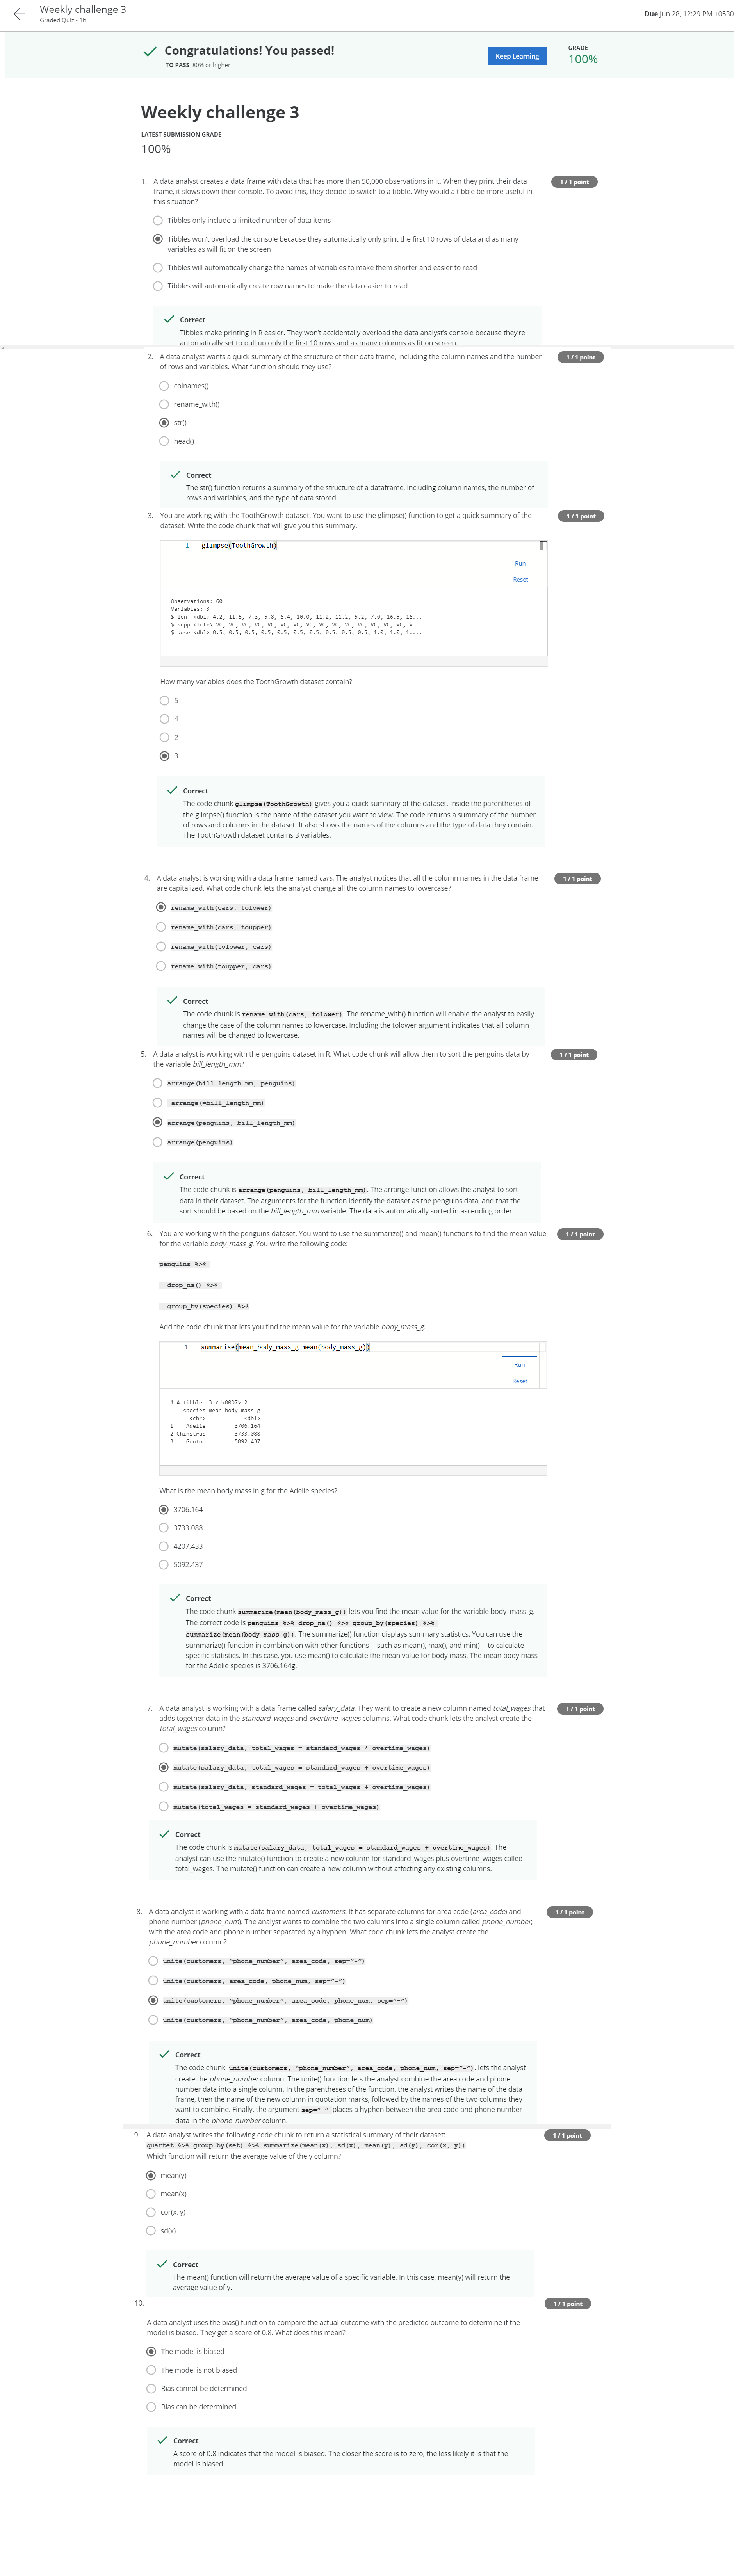 Weekly challenge 3
Graded Quiz • 1h
Due Jun 28, 12:29 PM +0530
Congratulations! You passed!
TO PASS 80% or higher
Keep Learning
GRADE
100%
Weekly challenge 3
LATEST SUBMISSION GRADE
100%
1. A data analyst creates a data frame with data that has more than 50,000 observations in it. When they print their data
frame, it slows down their console. To avoid this, they decide to switch to a tibble. Why would a tibble be more useful in
this situation?
1 / 1 point
Tibbles only include a limited number of data items
Tibbles won't overload the console because they automatically only print the first 10 rows of data and as many
variables as will fit on the screen
Tibbles will automatically change the names of variables to make them shorter and easier to read
Tibbles will automatically create row names to make the data easier to read
Correct
Tibbles make printing in R easier. They won't accidentally overload the data analyst's console because they're
automatically set to pull up only the first 10 rows and as many columns as fit on screen.
2. A data analyst wants a quick summary of the structure of their data frame, including the column names and the number
of rows and variables. What function should they use?
1 / 1 point
colnames()
rename_with()
str()
head()
Correct
The str() function returns a summary of the structure of a dataframe, including column names, the number of
rows and variables, and the type of data stored.
3. You are working with the ToothGrowth dataset. You want to use the glimpse() function to get a quick summary of the
dataset. Write the code chunk that will give you this summary.
1 / 1 point
1 glimpse(ToothGrowth)
Run
Reset
Observations: 60
Variables: 3
$ len <dbl> 4.2, 11.5, 7.3, 5.8, 6.4, 10.0, 11.2, 11.2, 5.2, 7.0, 16.5, 16...
$ supp <fctr> VC, VC, VC, VC, VC, VC, VC, VC, VC, VC, VC, VC, VC, VC, VC, V...
$ dose <dbl> 0.5, 0.5, 0.5, 0.5, 0.5, 0.5, 0.5, 0.5, 0.5, 0.5, 1.0, 1.0, 1....
How many variables does the ToothGrowth dataset contain?
5
4
2
3
Correct
The code chunk glimpse(ToothGrowth) gives you a quick summary of the dataset. Inside the parentheses of
the glimpse() function is the name of the dataset you want to view. The code returns a summary of the number
of rows and columns in the dataset. It also shows the names of the columns and the type of data they contain.
The ToothGrowth dataset contains 3 variables.
4. A data analyst is working with a data frame named cars. The analyst notices that all the column names in the data frame
are capitalized. What code chunk lets the analyst change all the column names to lowercase?
1 / 1 point
rename_with(cars, tolower)
rename_with(cars, toupper)
rename_with(tolower, cars)
rename_with(toupper, cars)
Correct
The code chunk is rename_with(cars, tolower). The rename_with() function will enable the analyst to easily
change the case of the column names to lowercase. Including the tolower argument indicates that all column
names will be changed to lowercase.
5. A data analyst is working with the penguins dataset in R. What code chunk will allow them to sort the penguins data by
the variable bill_length_mm?
1 / 1 point
arrange(bill_length_mm, penguins)
arrange(=bill_length_mm)
arrange(penguins, bill_length_mm)
arrange(penguins)
Correct
The code chunk is arrange(penguins, bill_length_mm). The arrange function allows the analyst to sort
data in their dataset. The arguments for the function identify the dataset as the penguins data, and that the
sort should be based on the bill_length_mm variable. The data is automatically sorted in ascending order.
6. You are working with the penguins dataset. You want to use the summarize() and mean() functions to find the mean value
for the variable body_mass_g. You write the following code:
1 / 1 point
penguins %>%
drop_na() %>%
group_by(species) %>%
Add the code chunk that lets you find the mean value for the variable body_mass_g.
1 summarise(mean_body_mass_g=mean(body_mass_g))
Run
Reset
# A tibble: 3 <U+00D7> 2
species mean_body_mass_g
<chr> <dbl>
1 Adelie 3706.164
2 Chinstrap 3733.088
3 Gentoo 5092.437
What is the mean body mass in g for the Adelie species?
3706.164
3733.088
4207.433
5092.437
Correct
The code chunk summarize(mean(body_mass_g)) lets you find the mean value for the variable body_mass_g.
The correct code is penguins %>% drop_na() %>% group_by(species) %>%
summarize(mean(body_mass_g)). The summarize() function displays summary statistics. You can use the
summarize() function in combination with other functions -- such as mean(), max(), and min() -- to calculate
specific statistics. In this case, you use mean() to calculate the mean value for body mass. The mean body mass
for the Adelie species is 3706.164g.
7. A data analyst is working with a data frame called salary_data. They want to create a new column named total_wages that
adds together data in the standard_wages and overtime_wages columns. What code chunk lets the analyst create the
total_wages column?
1 / 1 point
mutate(salary_data, total_wages = standard_wages * overtime_wages)
mutate(salary_data, total_wages = standard_wages + overtime_wages)
mutate(salary_data, standard_wages = total_wages + overtime_wages)
mutate(total_wages = standard_wages + overtime_wages)
Correct
The code chunk is mutate(salary_data, total_wages = standard_wages + overtime_wages). The
analyst can use the mutate() function to create a new column for standard_wages plus overtime_wages called
total_wages. The mutate() function can create a new column without affecting any existing columns.
8. A data analyst is working with a data frame named customers. It has separate columns for area code (area_code) and
phone number (phone_num). The analyst wants to combine the two columns into a single column called phone_number,
with the area code and phone number separated by a hyphen. What code chunk lets the analyst create the
phone_number column?
1 / 1 point
unite(customers, "phone_number", area_code, sep="-")
unite(customers, area_code, phone_num, sep="-")
unite(customers, "phone_number", area_code, phone_num, sep="-")
unite(customers, "phone_number", area_code, phone_num)
Correct
The code chunk unite(customers, "phone_number", area_code, phone_num, sep="-"). lets the analyst
create the phone_number column. The unite() function lets the analyst combine the area code and phone
number data into a single column. In the parentheses of the function, the analyst writes the name of the data
frame, then the name of the new column in quotation marks, followed by the names of the two columns they
want to combine. Finally, the argument sep="-" places a hyphen between the area code and phone number
data in the phone_number column.
9. A data analyst writes the following code chunk to return a statistical summary of their dataset:
quartet %>% group_by(set) %>% summarize(mean(x), sd(x), mean(y), sd(y), cor(x, y))
Which function will return the average value of the y column?
1 / 1 point
mean(y)
mean(x)
cor(x, y)
sd(x)
Correct
The mean() function will return the average value of a specific variable. In this case, mean(y) will return the
average value of y.
10.
1 / 1 point
A data analyst uses the bias() function to compare the actual outcome with the predicted outcome to determine if the
model is biased. They get a score of 0.8. What does this mean?
The model is biased
The model is not biased
Bias cannot be determined
Bias can be determined
Correct
A score of 0.8 indicates that the model is biased. The closer the score is to zero, the less likely it is that the
model is biased.